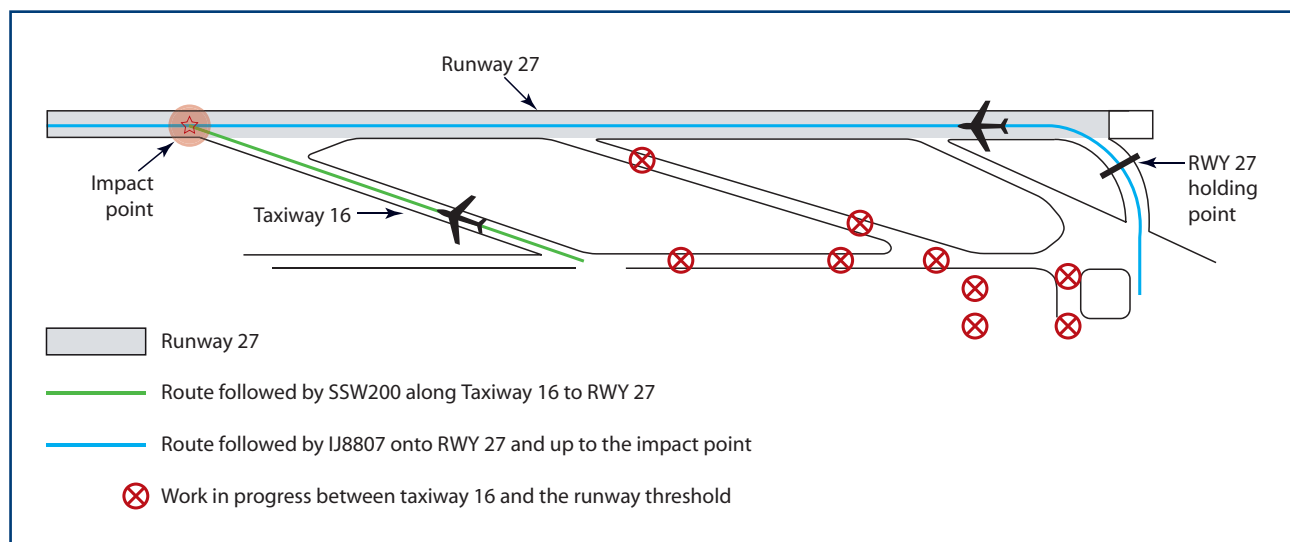 Runway 27
RWY 27
holding
point
Impact
point
Taxiway 16
Runway 27
Route followed by SSW200 along Taxiway 16 to RWY 27
Route followed by IJ8807 onto RWY 27 and up to the impact point
Work in progress between taxiway 16 and the runway threshold